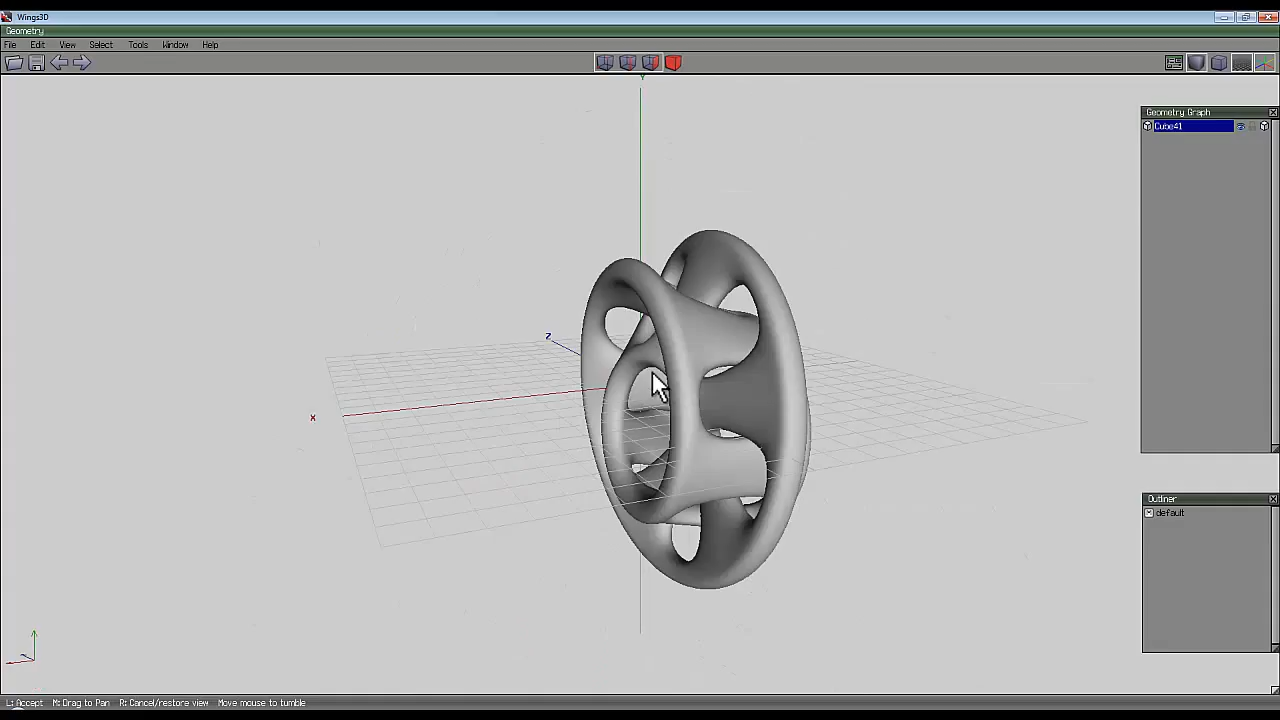 Wings3D
Geometry
File Edit View Select Tools Window Help
Y
Geometry Graph
Cube41
Z
X
Outliner
default
L:Accept M:Drag to Pan R:Cancel/restore view Move mouse to tumble